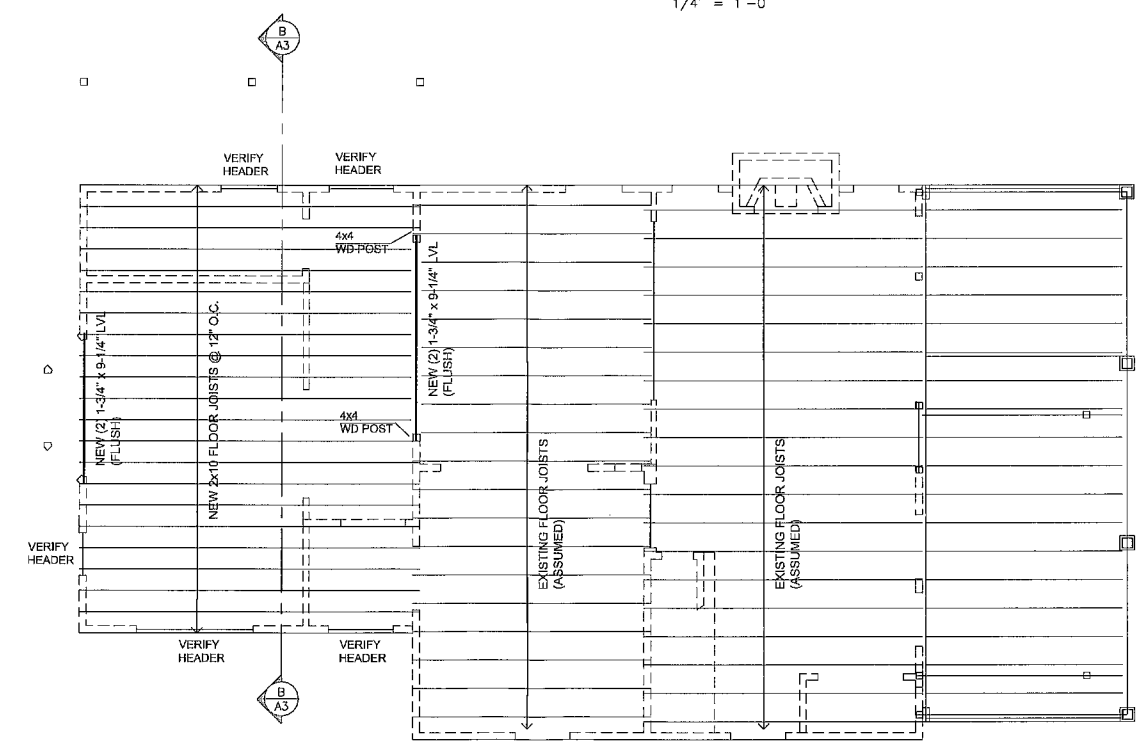 1/4" = 1'-0
B
A3
VERIFY
HEADER
VERIFY
HEADER
4x4
WD POST
NEW (2) 1-3/4" x 9-1/4" LVL
(FLUSH)
NEW 2x10 FLOOR JOISTS @ 12" O.C.
NEW (2) 1-3/4" x 9-1/4" LVL
(FLUSH)
4x4
WD POST
EXISTING FLOOR JOISTS
(ASSUMED)
EXISTING FLOOR JOISTS
(ASSUMED)
VERIFY
HEADER
VERIFY
HEADER
VERIFY
HEADER
B
A3